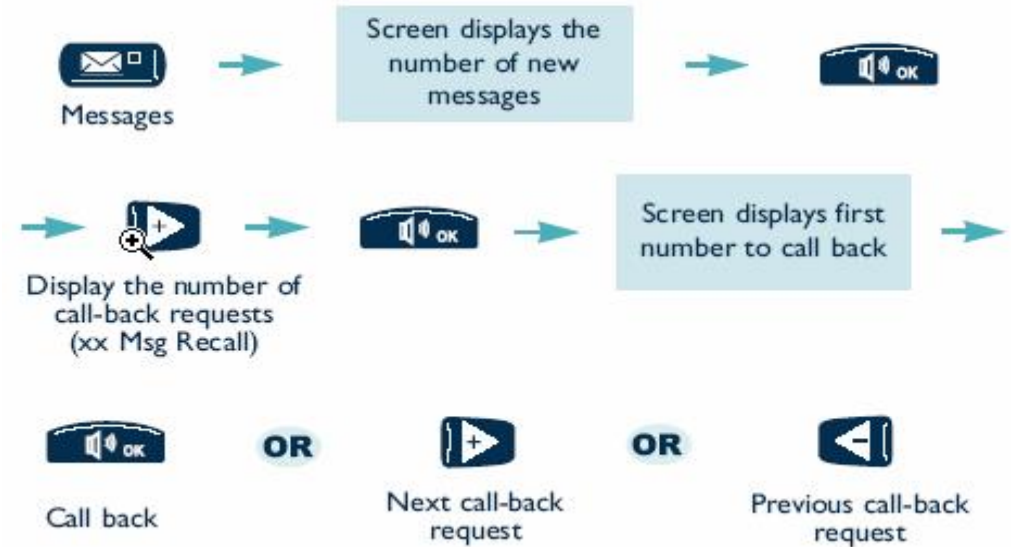 Screen displays the
number of new
messages
OK
Messages
+
OK
Screen displays first
number to call back
Display the number of
call-back requests
(xx Msg Recall)
OK
OR
+
OR
-
Call back
Next call-back
request
Previous call-back
request